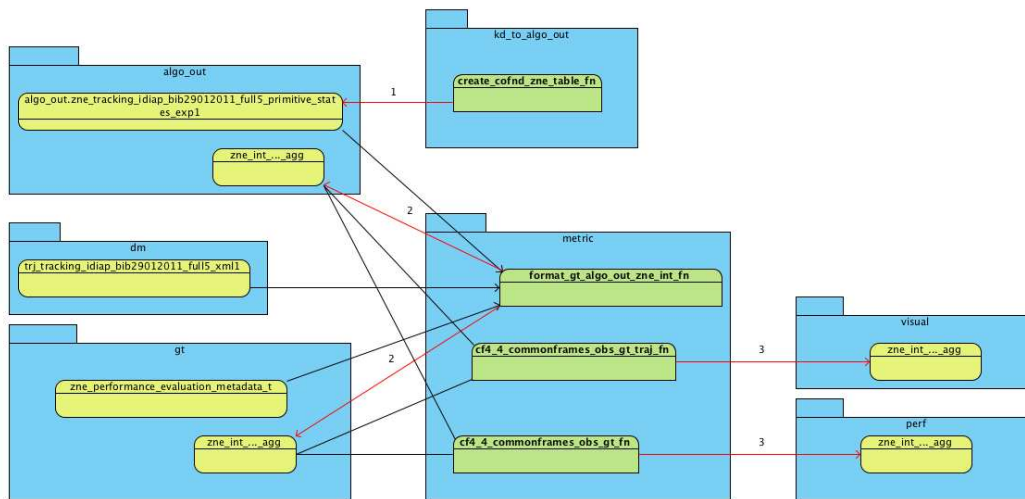 kd_to_algo_out
create_cofnd_zne_table_fn
1
algo_out
algo_out.zne_tracking_idiap_bib29012011_full5_primitive_stat
es_exp1
zne_int_..._agg
2
dm
trj_tracking_idiap_bib29012011_full5_xml1
metric
format_gt_algo_out_zne_int_fn
cf4_4_commonframes_obs_gt_traj_fn
cf4_4_commonframes_obs_gt_fn
gt
zne_performance_evaluation_metadata_t
zne_int_..._agg
2
3
visual
zne_int_..._agg
3
perf
zne_int_..._agg